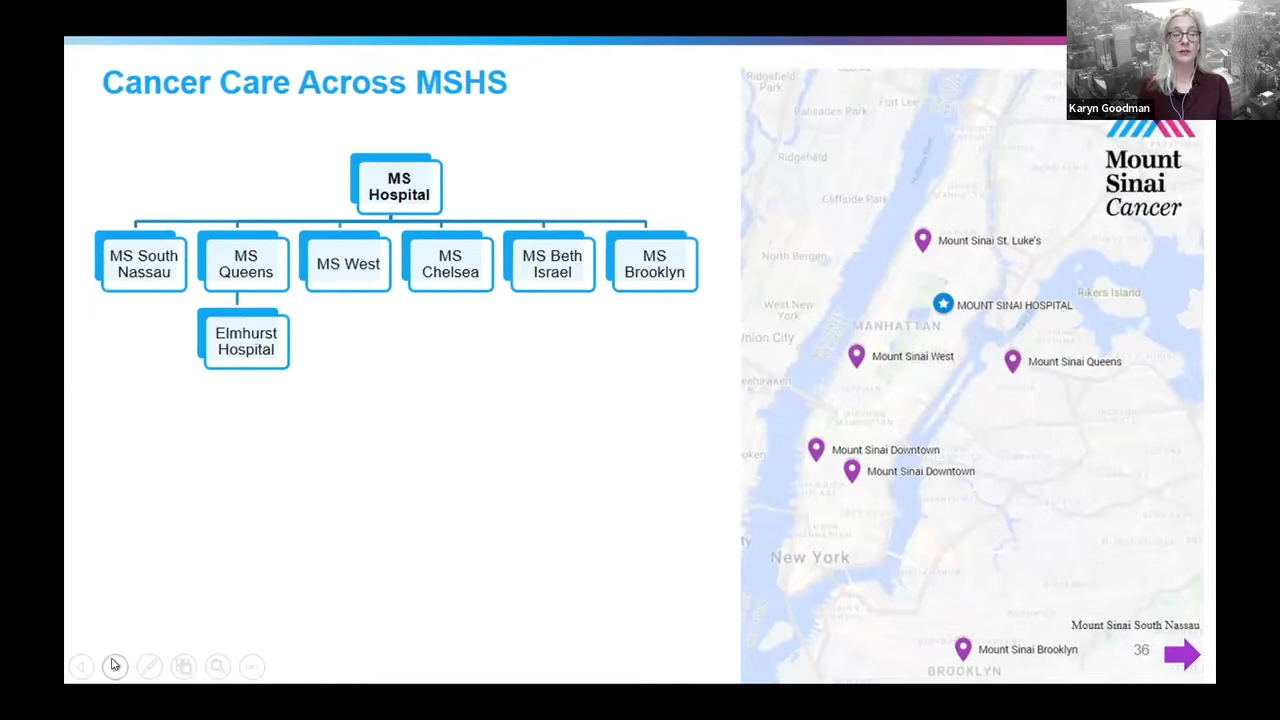 Karyn Goodman
Cancer Care Across MSHS
MS
Hospital
MS South
Nassau
MS
Queens
MS West
MS
Chelsea
MS Beth
Israel
MS
Brooklyn
Elmhurst
Hospital
Mount
Sinai
Cancer
Ridgefield
Park
Fort Lee
Palisades Park
Ridgefield
Cliffside Park
North Bergen
West New
York
Union City
Mount Sinai St. Luke's
Rikers Island
MOUNT SINAI HOSPITAL
MANHATTAN
Mount Sinai West
Mount Sinai Queens
Mount Sinai Downtown
Mount Sinai Downtown
New York
Mount Sinai South Nassau
36
Mount Sinai Brooklyn
BROOKLYN